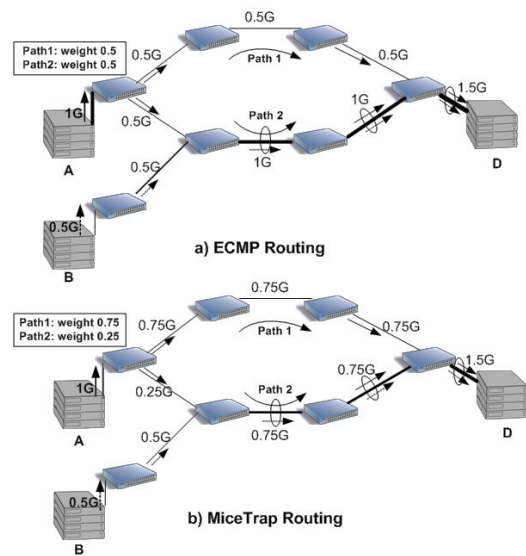 0.5G
Path1: weight 0.5
Path2: weight 0.5
0.5G
Path 1
0.5G
1G
0.5G
Path 2
1G
1.5G
A
0.5G
1G
D
0.5G
B
a) ECMP Routing
0.75G
Path1: weight 0.75
Path2: weight 0.25
0.75G
Path 1
0.75G
1G
0.25G
Path 2
0.75G
1.5G
A
0.5G
0.75G
D
0.5G
B
b) MiceTrap Routing